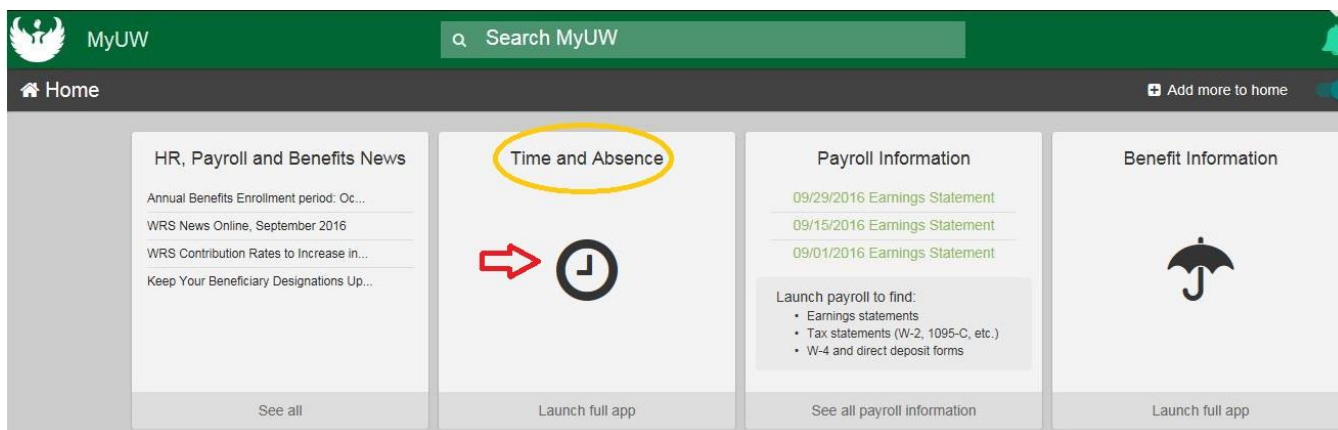 MyUW
Search MyUW
Home
Add more to home
HR, Payroll and Benefits News
Annual Benefits Enrollment period: Oc...
WRS News Online, September 2016
WRS Contribution Rates to Increase in...
Keep Your Beneficiary Designations Up...
See all
Time and Absence
Launch full app
Payroll Information
09/29/2016 Earnings Statement
09/15/2016 Earnings Statement
09/01/2016 Earnings Statement
Launch payroll to find:
• Earnings statements
• Tax statements (W-2, 1095-C, etc.)
• W-4 and direct deposit forms
See all payroll information
Benefit Information
Launch full app